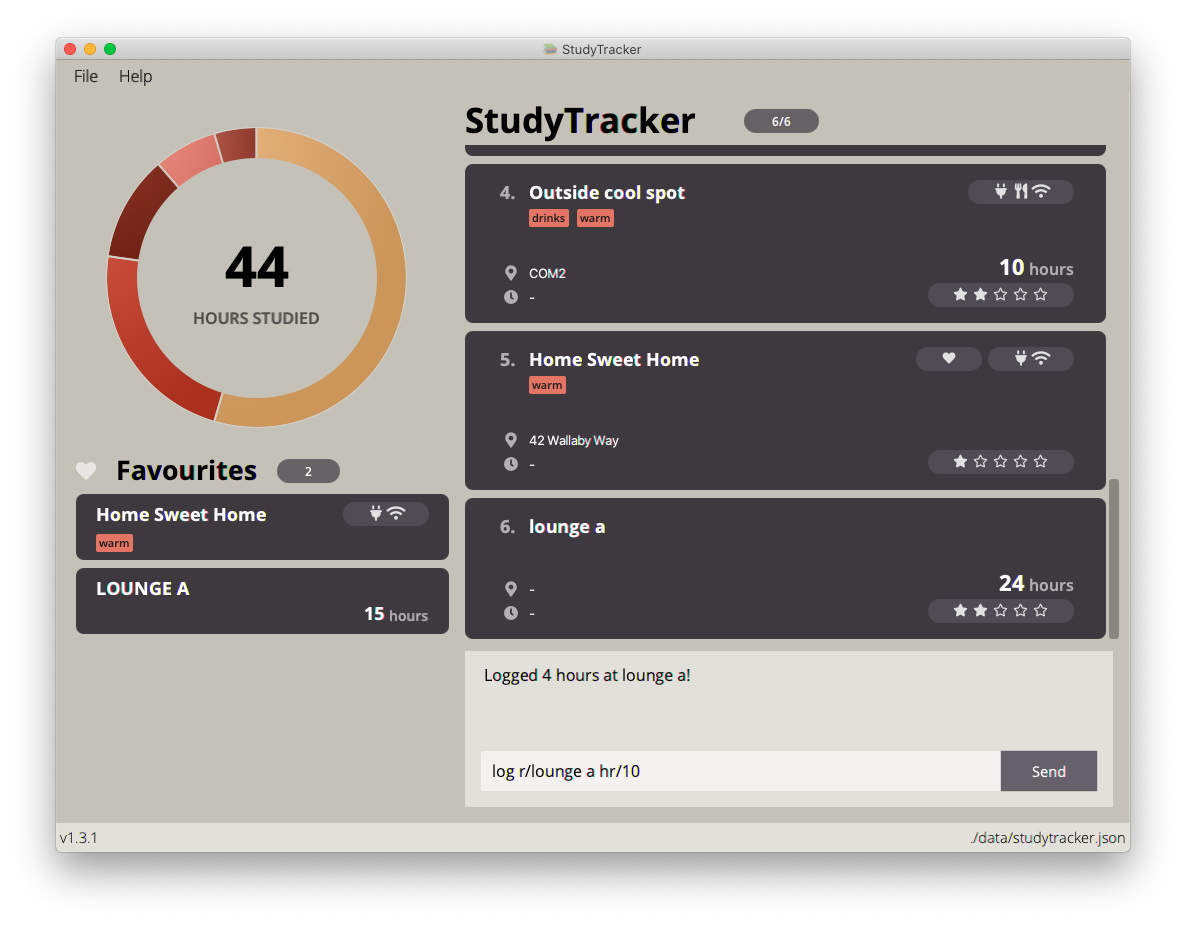 StudyTracker
File Help
44
HOURS STUDIED
Favourites 2
Home Sweet Home
warm
LOUNGE A
15 hours
StudyTracker 6/6
4. Outside cool spot
drinks warm
COM2
-
10 hours
5. Home Sweet Home
warm
42 Wallaby Way
-
6. lounge a
-
-
24 hours
Logged 4 hours at lounge a!
log r/lounge a hr/10
Send
v1.3.1
./data/studytracker.json